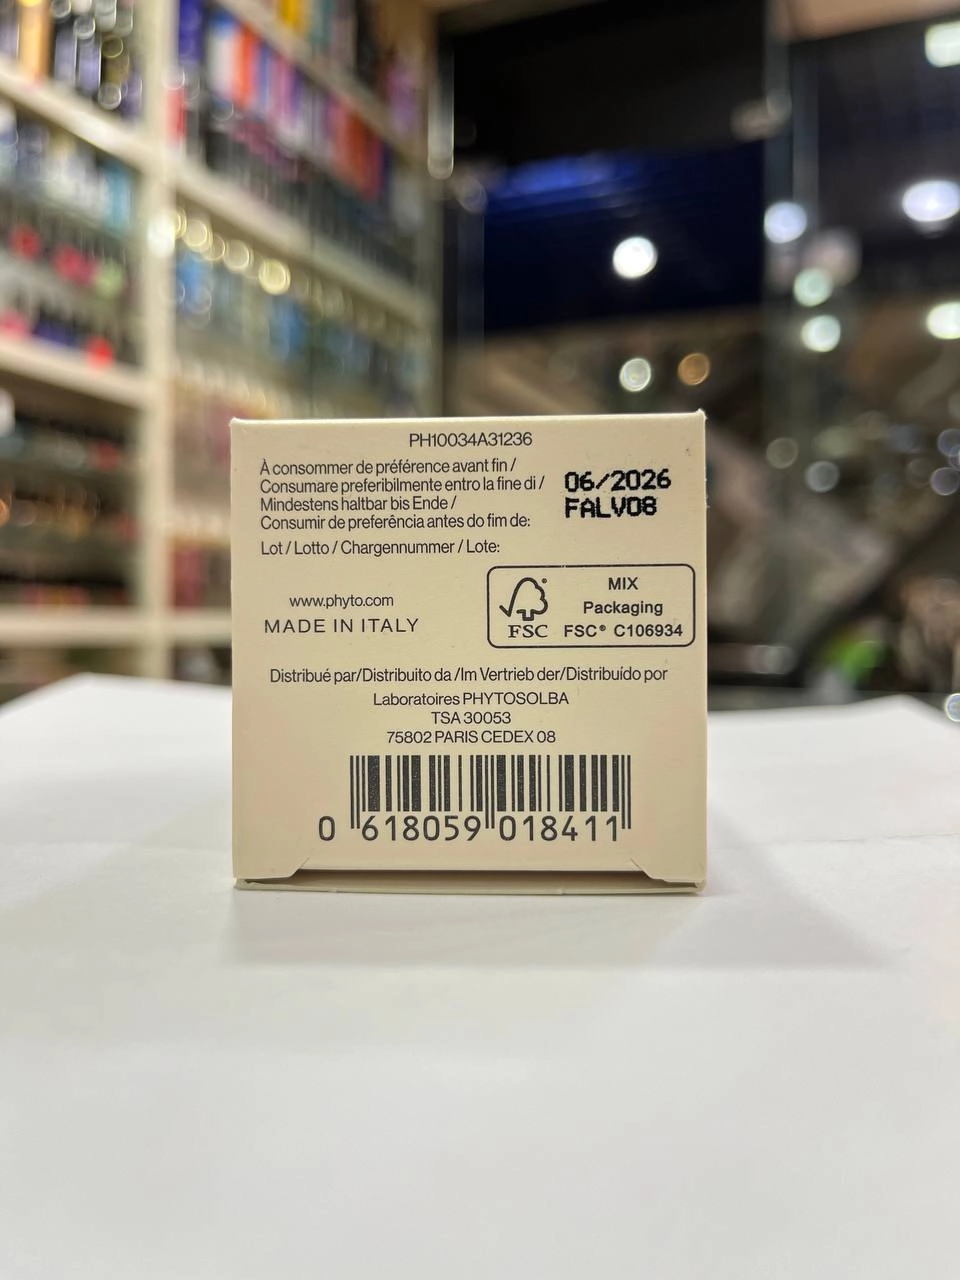 PH10034A31236
À consommer de préférence avant fin /
Consumare preferibilmente entro la fine di /
Mindestens haltbar bis Ende /
Consumir de preferência antes do fim de:
06/2026
FALV08
Lot / Lotto / Chargennummer / Lote:
www.phyto.com
MADE IN ITALY
FSC
MIX
Packaging
FSC® C106934
Distribué par/Distribuito da /Im Vertrieb der/Distribuído por
Laboratoires PHYTOSOLBA
TSA 30053
75802 PARIS CEDEX 08
0 618059 018411